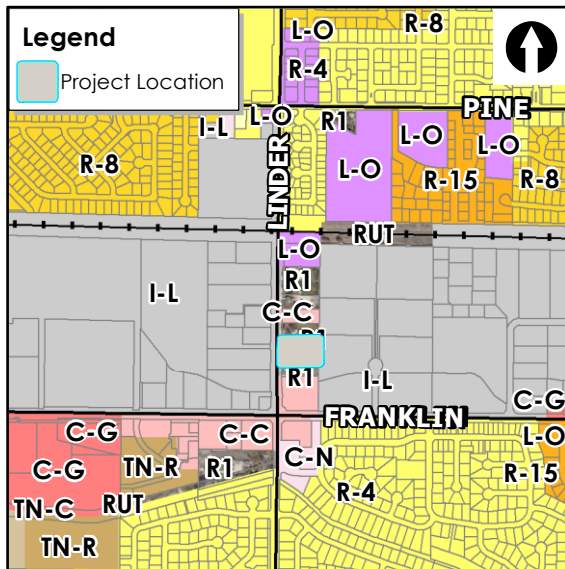 Legend
Project Location
L-O
R-8
R-4
PINE
I-L
L-O
R1
L-O
L-O
R-8
LINDER
L-O
R-15
R-8
RUT
L-O
R1
I-L
C-C
R1
R1
I-L
C-G
FRANKLIN
C-G
C-C
L-O
C-N
C-G
TN-R
R1
R-15
R-4
TN-C
RUT
TN-R